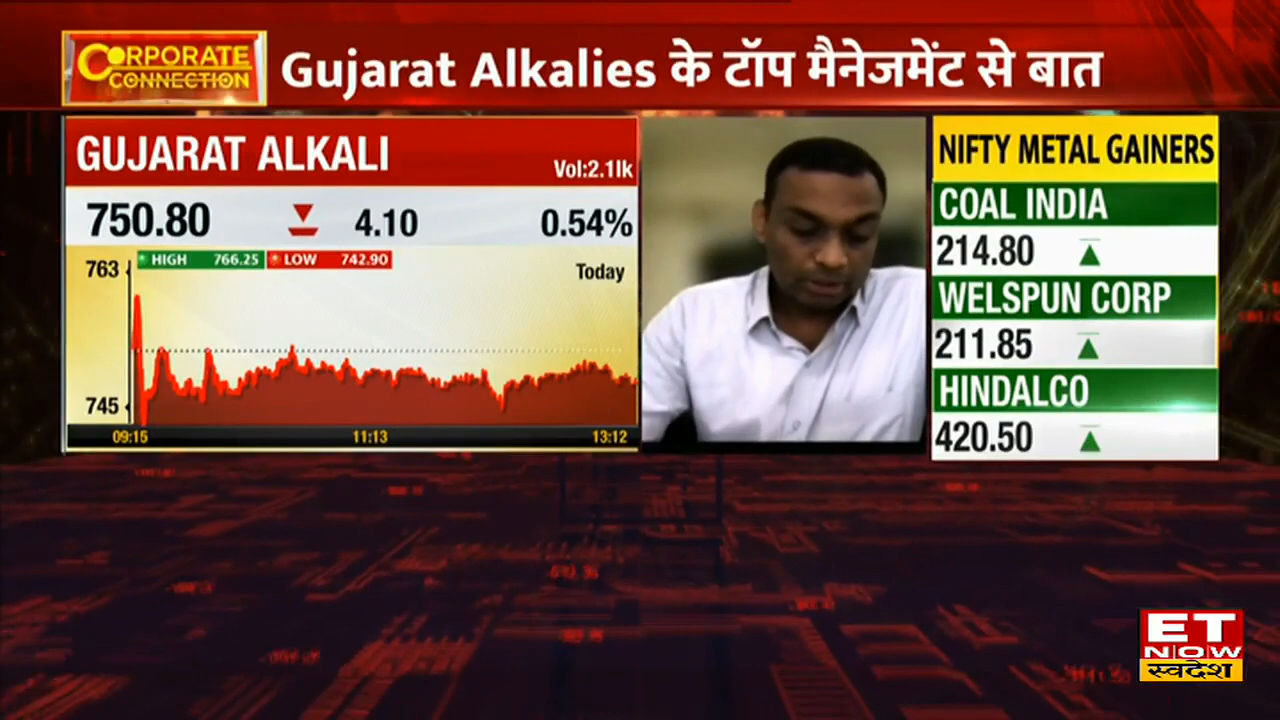 CORPORATE
CONNECTION
Gujarat Alkalies के टॉप मैनेजमेंट से बात
GUJARAT ALKALI
Vol:2.1lk
750.80 4.10 0.54%
HIGH 766.25 LOW 742.90
Today
763
745
09:15 11:13 13:12
NIFTY METAL GAINERS
COAL INDIA
214.80
WELSPUN CORP
211.85
HINDALCO
420.50
ET
NOW
स्वदेश